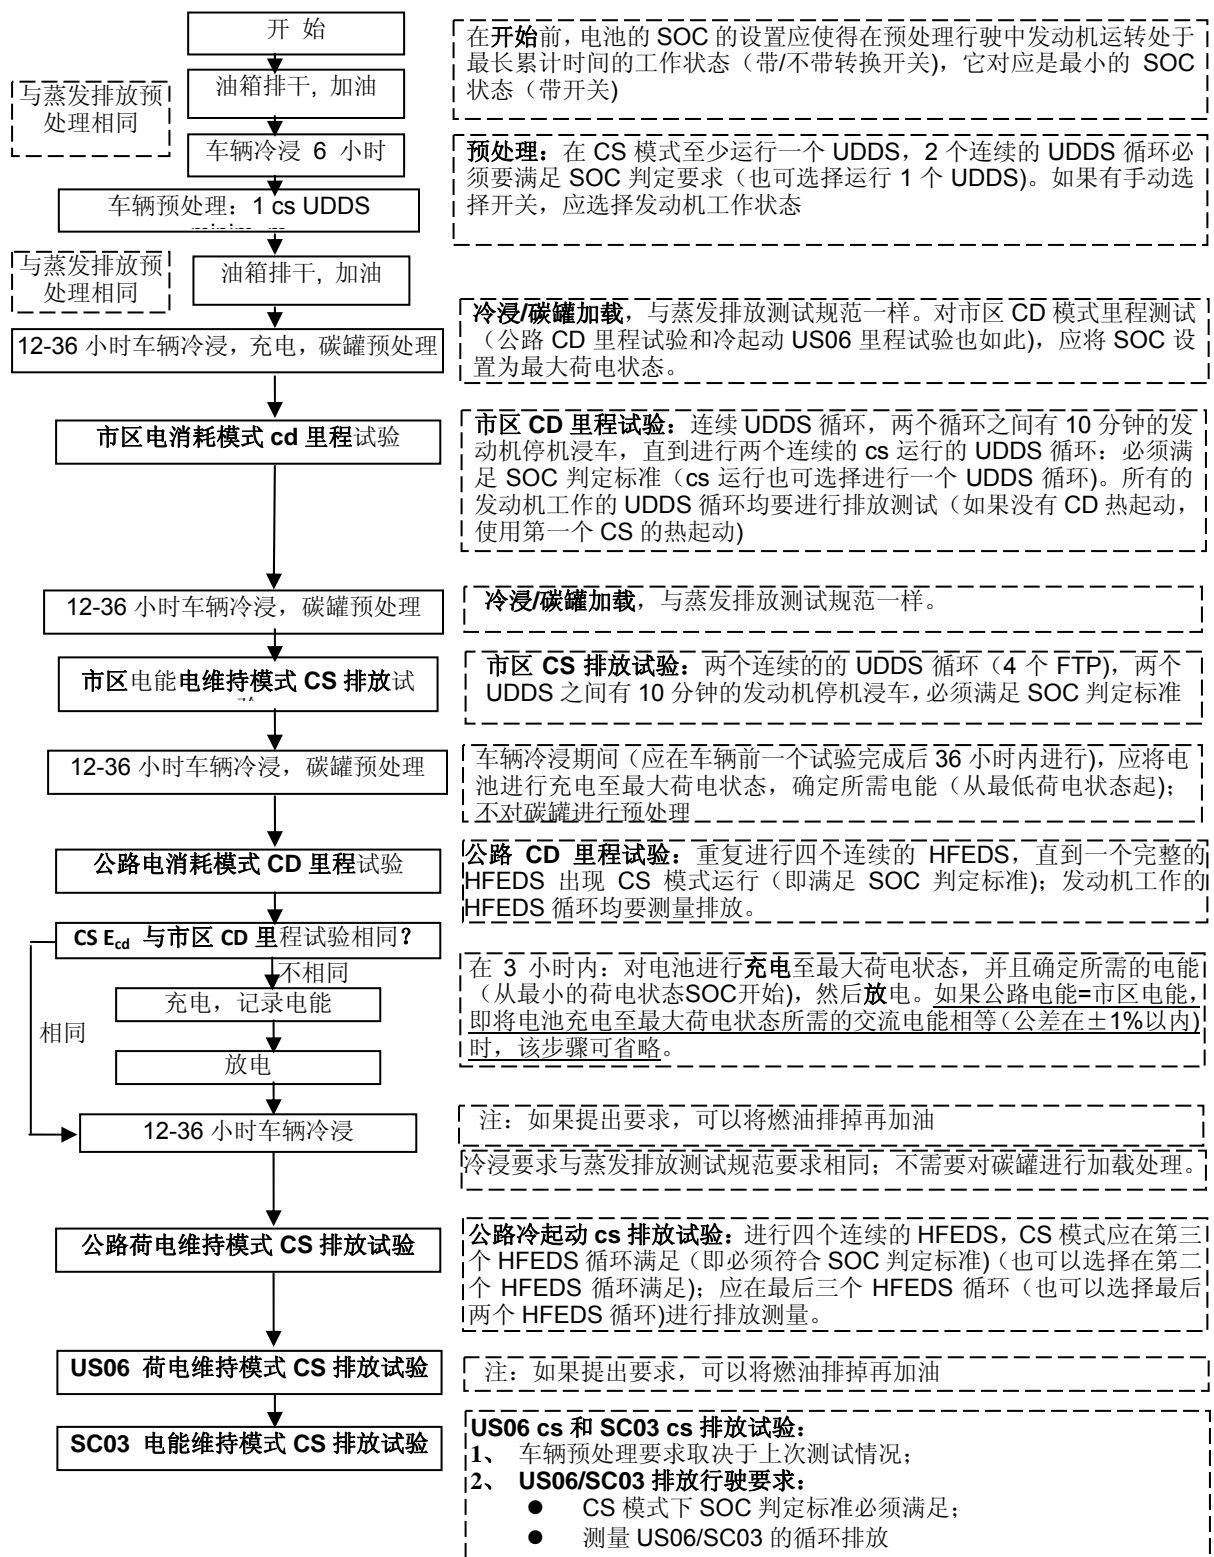 开 始
在开始前，电池的 SOC 的设置应使得在预处理行驶中发动机运转处于
最长累计时间的工作状态（带/不带转换开关)，它对应是最小的 SOC
状态（带开关)
与蒸发排放预
处理相同
油箱排干, 加油
车辆冷浸 6 小时
预处理：在 CS 模式至少运行一个 UDDS，2 个连续的 UDDS 循环必
须要满足 SOC 判定要求（也可选择运行 1 个 UDDS)。如果有手动选
择开关，应选择发动机工作状态
车辆预处理：1 cs UDDS
与蒸发排放预
处理相同
油箱排干, 加油
冷浸/碳罐加载，与蒸发排放测试规范一样。对市区 CD 模式里程测试
（公路 CD 里程试验和冷起动 US06 里程试验也如此)，应将 SOC 设
置为最大荷电状态。
12-36 小时车辆冷浸，充电，碳罐预处理
市区电消耗模式 cd 里程试验
市区 CD 里程试验：连续 UDDS 循环，两个循环之间有 10 分钟的发
动机停机浸车，直到进行两个连续的 cs 运行的 UDDS 循环：必须满
足 SOC 判定标准（cs 运行也可选择进行一个 UDDS 循环)。所有的
发动机工作的 UDDS 循环均要进行排放测试（如果没有 CD 热起动，
使用第一个 CS 的热起动)
12-36 小时车辆冷浸，碳罐预处理
冷浸/碳罐加载，与蒸发排放测试规范一样。
市区电能电维持模式 CS 排放试
市区 CS 排放试验：两个连续的的 UDDS 循环（4 个 FTP)，两个
UDDS 之间有 10 分钟的发动机停机浸车，必须满足 SOC 判定标准
12-36 小时车辆冷浸，碳罐预处理
车辆冷浸期间（应在车辆前一个试验完成后 36 小时内进行)，应将电
池进行充电至最大荷电状态，确定所需电能（从最低荷电状态起)；
不对碳罐进行预处理
公路电消耗模式 CD 里程试验
公路 CD 里程试验：重复进行四个连续的 HFEDS，直到一个完整的
HFEDS 出现 CS 模式运行（即满足 SOC 判定标准)；发动机工作的
HFEDS 循环均要测量排放。
CS Ecd 与市区 CD 里程试验相同？
不相同
相同
充电，记录电能
放电
在 3 小时内：对电池进行充电至最大荷电状态，并且确定所需的电能
（从最小的荷电状态SOC开始)，然后放电。如果公路电能=市区电能，
即将电池充电至最大荷电状态所需的交流电能相等（公差在±1%以内)
时，该步骤可省略。
12-36 小时车辆冷浸
注：如果提出要求，可以将燃油排掉再加油
冷浸要求与蒸发排放测试规范要求相同；不需要对碳罐进行加载处理。
公路荷电维持模式 CS 排放试验
公路冷起动 cs 排放试验：进行四个连续的 HFEDS，CS 模式应在第三
个 HFEDS 循环满足（即必须符合 SOC 判定标准)（也可以选择在第二
个 HFEDS 循环满足)；应在最后三个 HFEDS 循环（也可以选择最后
两个 HFEDS 循环)进行排放测量。
US06 荷电维持模式 CS 排放试验
注：如果提出要求，可以将燃油排掉再加油
SC03 电能维持模式 CS 排放试验
US06 cs 和 SC03 cs 排放试验：
1、 车辆预处理要求取决于上次测试情况；
2、 US06/SC03 排放行驶要求：
● CS 模式下 SOC 判定标准必须满足；
● 测量 US06/SC03 的循环排放